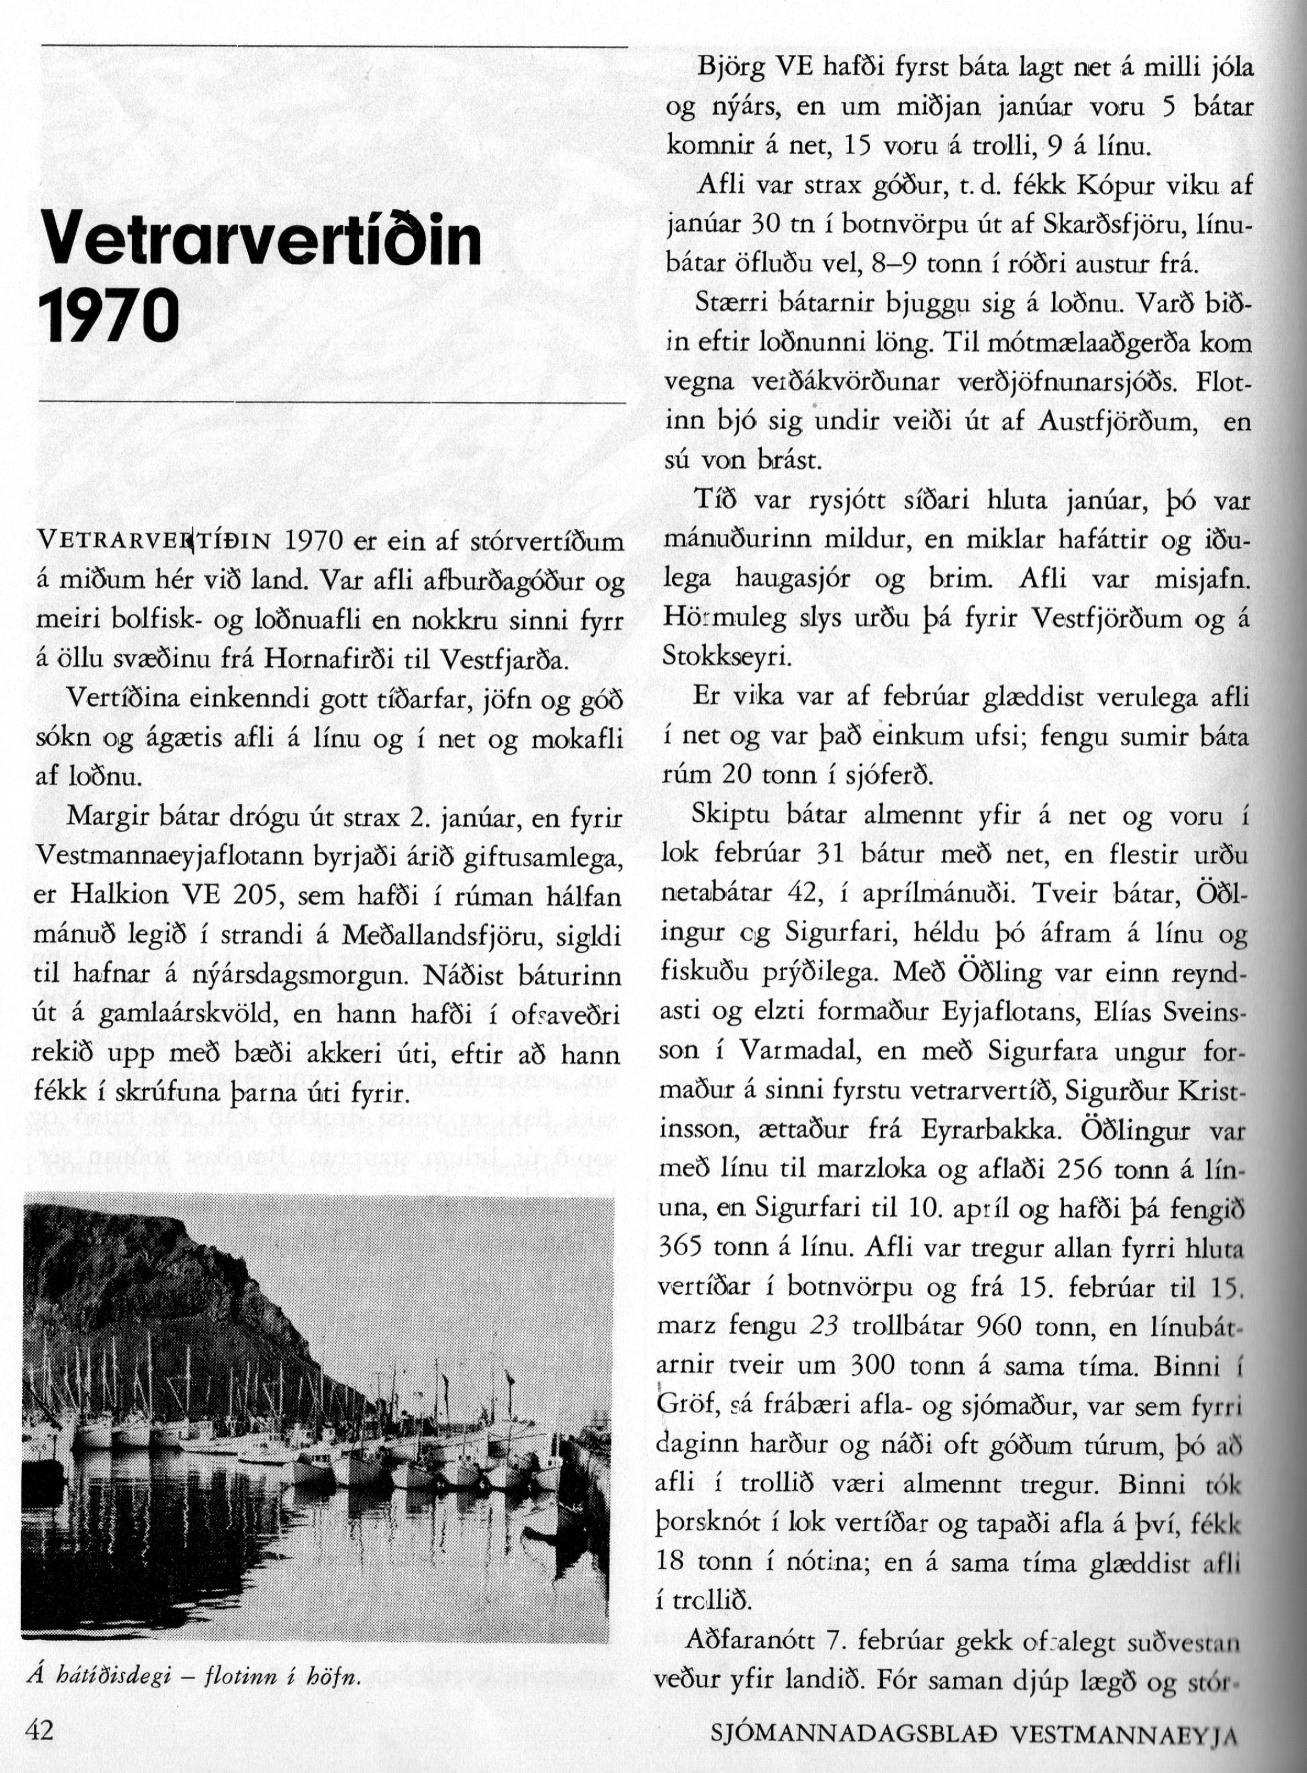 Vetrarvertíðin
1970
VETRARVERTÍÐIN 1970 er ein af stórvertíðum
á miðum hér við land. Var afli afburðagóður og
meiri bolfisk- og loðnuafli en nokkru sinni fyrr
á öllu svæðinu frá Hornafirði til Vestfjarða.
Vertíðina einkenndi gott tíðarfar, jöfn og góð
sókn og ágætis afli á línu og í net og mokafli
af loðnu.
Margir bátar drógu út strax 2. janúar, en fyrir
Vestmannaeyjaflotann byrjaði árið giftusamlega,
er Halkion VE 205, sem hafði í rúman hálfan
mánuð legið í strandi á Meðallandsfjöru, sigldi
til hafnar á nýársdagsmorgun. Náðist báturinn
út á gamlaárskvöld, en hann hafði í ofsaveðri
rekið upp með bæði akkeri úti, eftir að hann
fékk í skrúfuna þarna úti fyrir.
Á hátíðisdegi – flotinn í höfn.
42
Björg VE hafði fyrst báta lagt net á milli jóla
og nýárs, en um miðjan janúar voru 5 bátar
komnir á net, 15 voru á trolli, 9 á línu.
Afli var strax góður, t. d. fékk Kópur viku af
janúar 30 tn í botnvörpu út af Skarðsfjöru, línu-
bátar öfluðu vel, 8–9 tonn í róðri austur frá.
Stærri bátarnir bjuggu sig á loðnu. Varð bið-
in eftir loðnunni löng. Til mótmælaaðgerða kom
vegna verðákvörðunar verðjöfnunarsjóðs. Flot-
inn bjó sig undir veiði út af Austfjörðum, en
sú von brást.
Tíð var rysjótt síðari hluta janúar, þó var
mánuðurinn mildur, en miklar hafáttir og iðu-
lega haugasjór og brim. Afli var misjafn.
Hörmuleg slys urðu þá fyrir Vestfjörðum og á
Stokkseyri.
Er vika var af febrúar glæddist verulega afli
í net og var það einkum ufsi; fengu sumir báta
rúm 20 tonn í sjóferð.
Skiptu bátar almennt yfir á net og voru í
lok febrúar 31 bátur með net, en flestir urðu
netabátar 42, í aprílmánuði. Tveir bátar, Öðl-
ingur og Sigurfari, héldu þó áfram á línu og
fiskuðu prýðilega. Með Öðling var einn reynd-
asti og elzti formaður Eyjaflotans, Elías Sveins-
son í Varmadal, en með Sigurfara ungur for-
maður á sinni fyrstu vetrarvertíð, Sigurður Krist-
insson, ættaður frá Eyrarbakka. Öðlingur var
með línu til marzloka og aflaði 256 tonn á lín-
una, en Sigurfari til 10. apríl og hafði þá fengið
365 tonn á línu. Afli var tregur allan fyrri hluta
vertíðar í botnvörpu og frá 15. febrúar til 15.
marz fengu 23 trollbátar 960 tonn, en línubát-
arnir tveir um 300 tonn á sama tíma. Binni í
Gröf, sá frábæri afla- og sjómaður, var sem fyrri
daginn harður og náði oft góðum túrum, þó að
afli í trollið væri almennt tregur. Binni tók
þorsknót í lok vertíðar og tapaði afla á því, fékk
18 tonn í nótina; en á sama tíma glæddist afli
í trollið.
Aðfaranótt 7. febrúar gekk ofsalegt suðvestan
veður yfir landið. Fór saman djúp lægð og stór-
SJÓMANNADAGSBLAÐ VESTMANNAEYJA